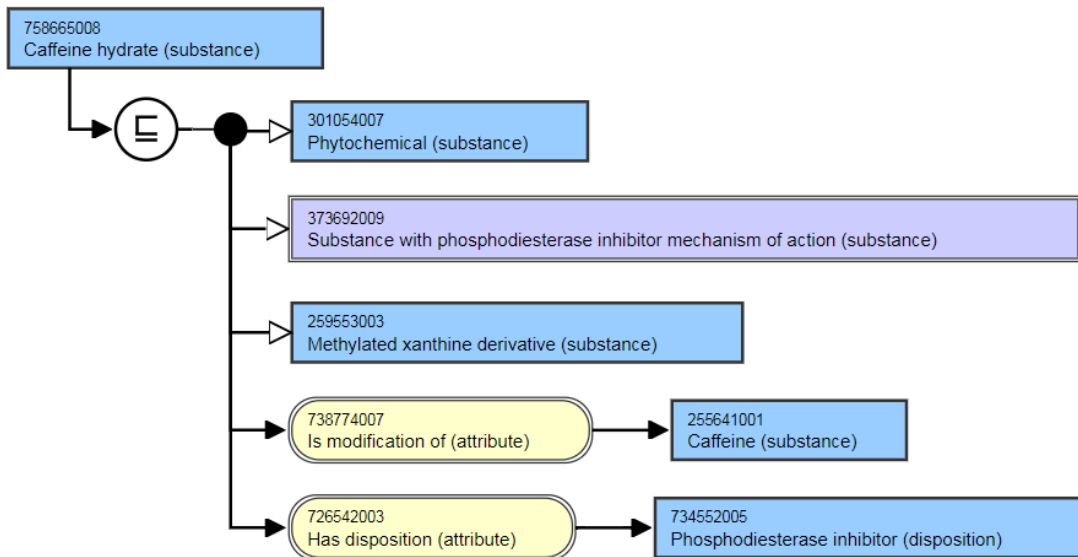 758665008
Caffeine hydrate (substance)
⊑
301054007
Phytochemical (substance)
373692009
Substance with phosphodiesterase inhibitor mechanism of action (substance)
259553003
Methylated xanthine derivative (substance)
738774007
Is modification of (attribute)
255641001
Caffeine (substance)
726542003
Has disposition (attribute)
734552005
Phosphodiesterase inhibitor (disposition)